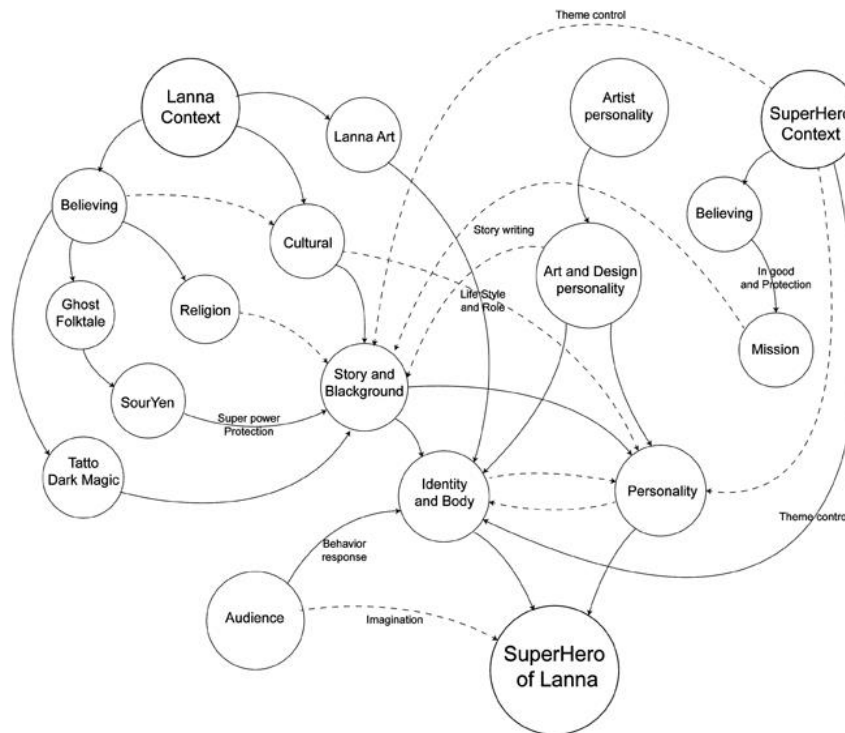 Theme control
Lanna
Context
Artist
personality
SuperHero
Context
Lanna Art
Believing
Believing
Cultural
Story writing
Art and Design
personality
In good
and Protection
Ghost
Folktale
Religion
Life Style
and Role
Mission
Story and
Blackground
SourYen
Super power
Protection
Tatto
Dark Magic
Identity
and Body
Personality
Theme control
Behavior
response
Audience
Imagination
SuperHero
of Lanna